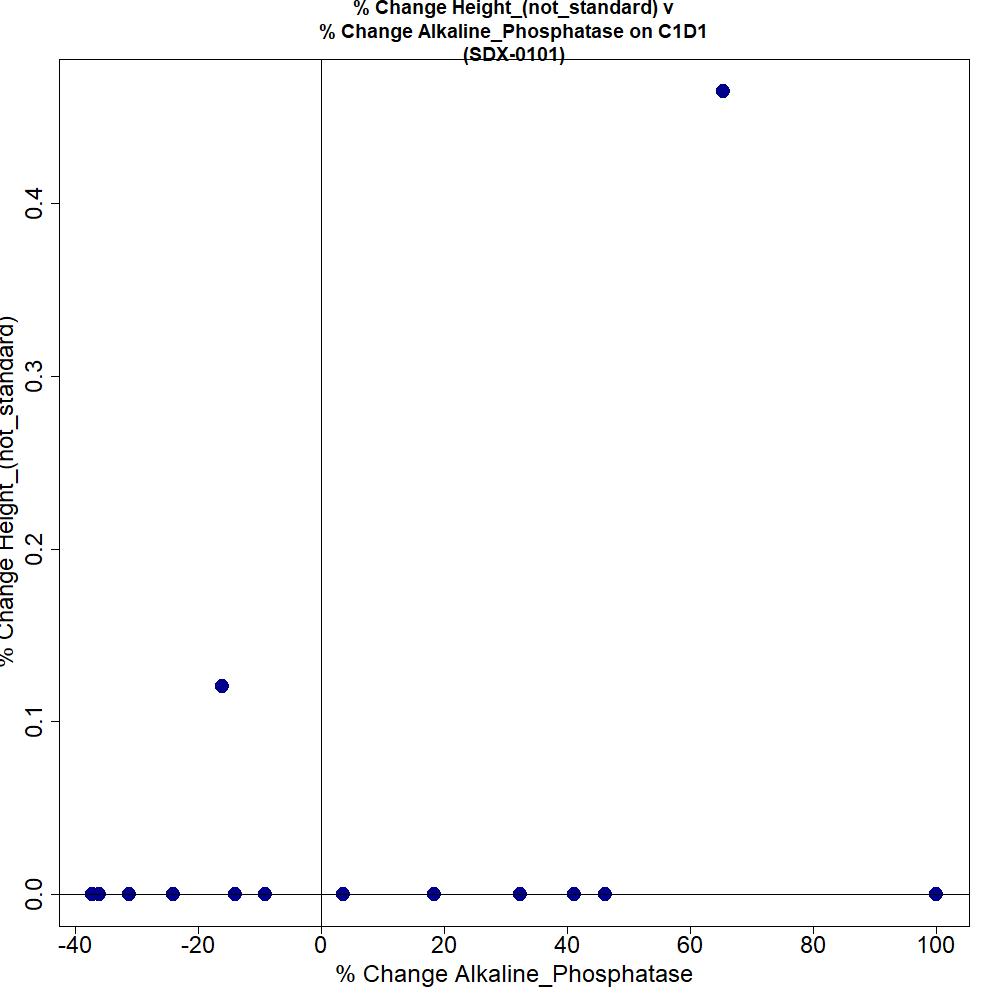 % Change Height_(not_standard) v
% Change Alkaline_Phosphatase on C1D1
(SDX-0101)
% Change Height_(not_standard)
0.4
0.3
0.2
0.1
0.0
-40 -20 0 20 40 60 80 100
% Change Alkaline_Phosphatase